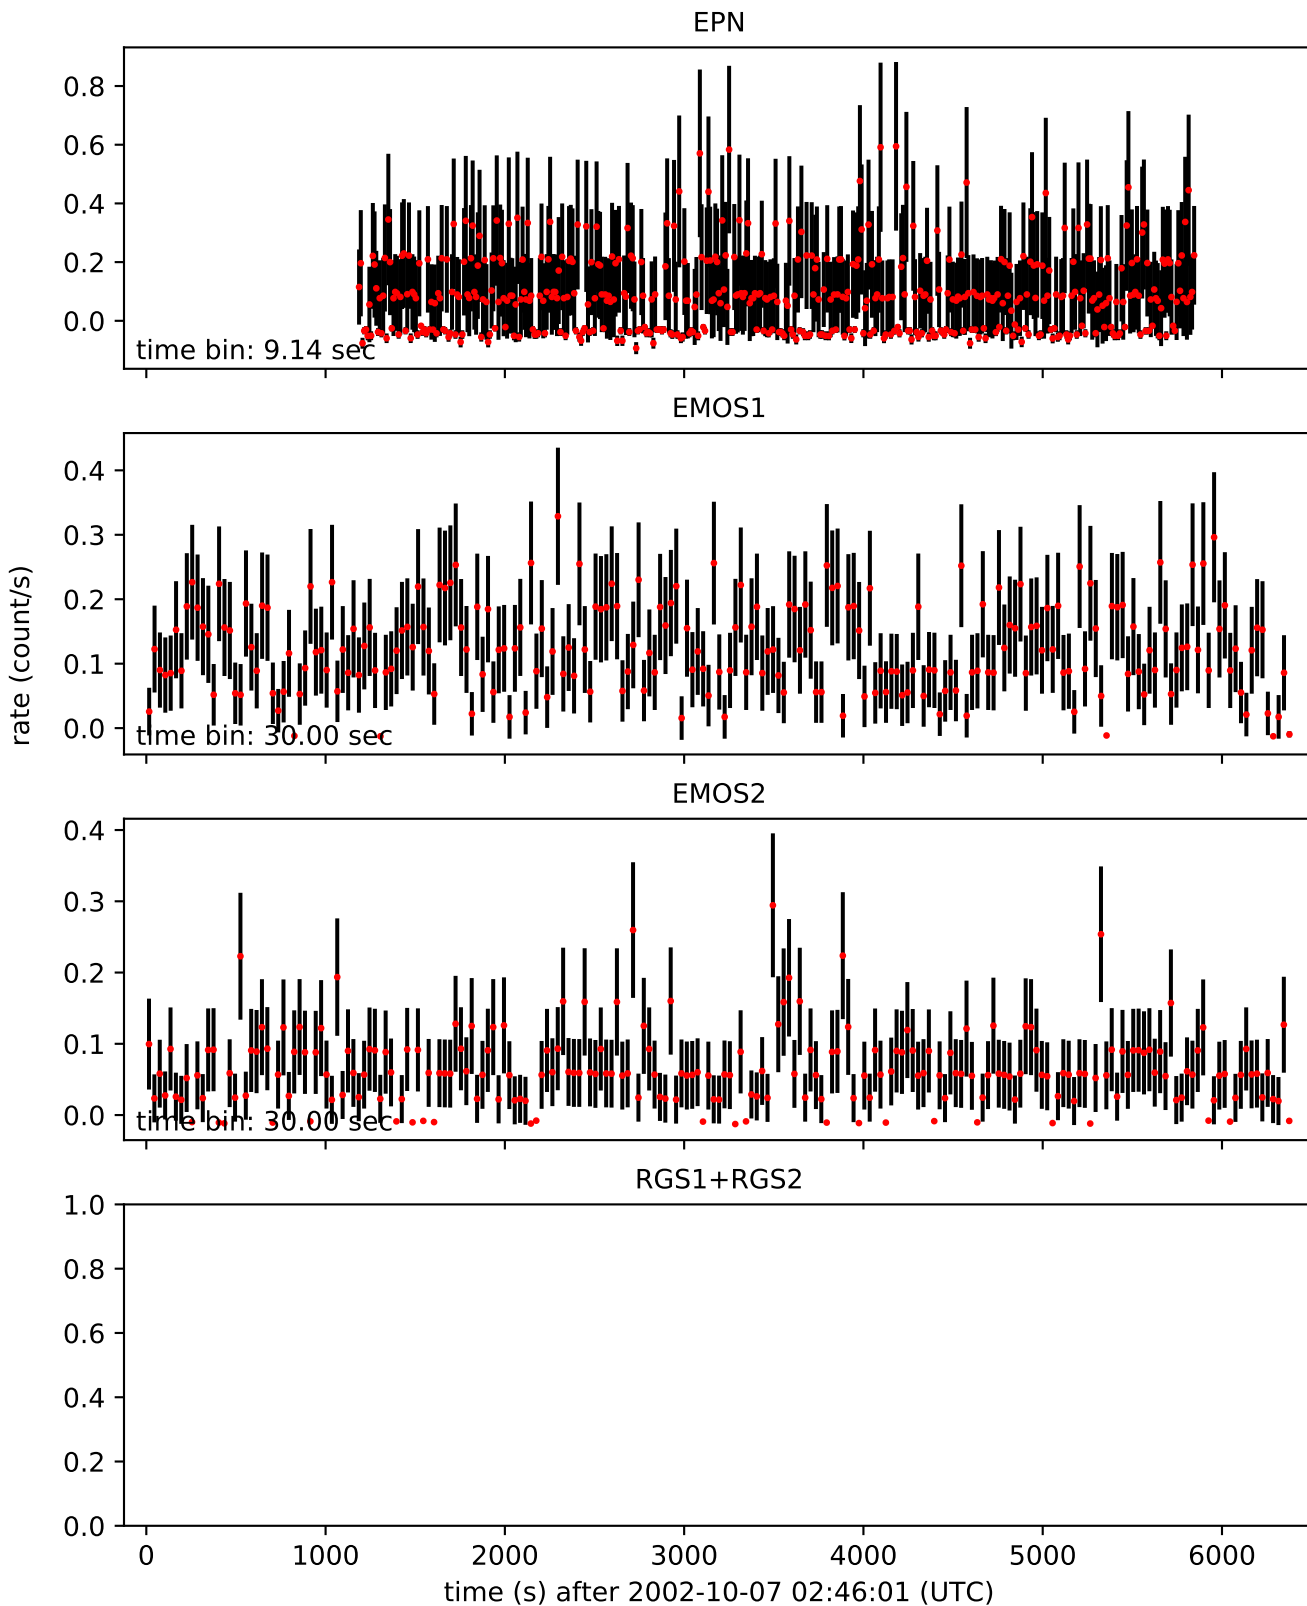 EPN
0.8
0.6
0.4
0.2
0.0
time bin: 9.14 sec
EMOS1
0.4
0.3
0.2
0.1
0.0
time bin: 30.00 sec
rate (count/s)
EMOS2
0.4
0.3
0.2
0.1
0.0
time bin: 30.00 sec
RGS1+RGS2
1.0
0.8
0.6
0.4
0.2
0.0
0 1000 2000 3000 4000 5000 6000
time (s) after 2002-10-07 02:46:01 (UTC)